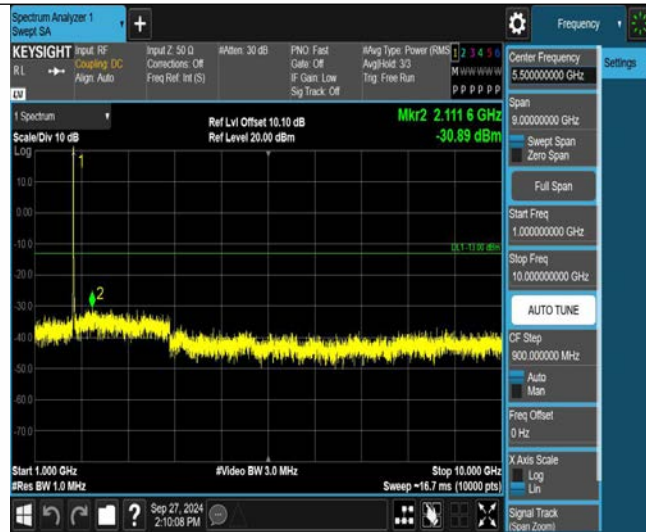 Spectrum Analyzer 1
Swept SA
+
Frequency
KEYSIGHT
RL
LW
Input: RF
Coupling: DC
Align: Auto
Input Z: 50 Ω
Corrections: Off
Freq Ref: Int (S)
#Atten: 30 dB
PNO: Fast
Gate: Off
IF Gain: Low
Sig Track: Off
#Avg Type: Power (RMS
Avg|Hold: 3/3
Trig: Free Run
1 2 3 4 5 6
M W W W W W
P P P P P P
1 Spectrum
Scale/Div 10 dB
Ref Lvl Offset 10.10 dB
Ref Level 20.00 dBm
Mkr2 2.111 6 GHz
-30.89 dBm
Log
1
10.0
0.00
-10.0
DL1 -13.00 dBm
-20.0
-30.0
2
-40.0
-50.0
-60.0
-70.0
Start 1.000 GHz
#Res BW 1.0 MHz
#Video BW 3.0 MHz
Stop 10.000 GHz
Sweep ~16.7 ms (10000 pts)
?
Sep 27, 2024
2:10:08 PM
Center Frequency
5.500000000 GHz
Settings
Span
9.00000000 GHz
Swept Span
Zero Span
Full Span
Start Freq
1.000000000 GHz
Stop Freq
10.000000000 GHz
AUTO TUNE
CF Step
900.000000 MHz
Auto
Man
Freq Offset
0 Hz
X Axis Scale
Log
Lin
Signal Track
(Span Zoom)